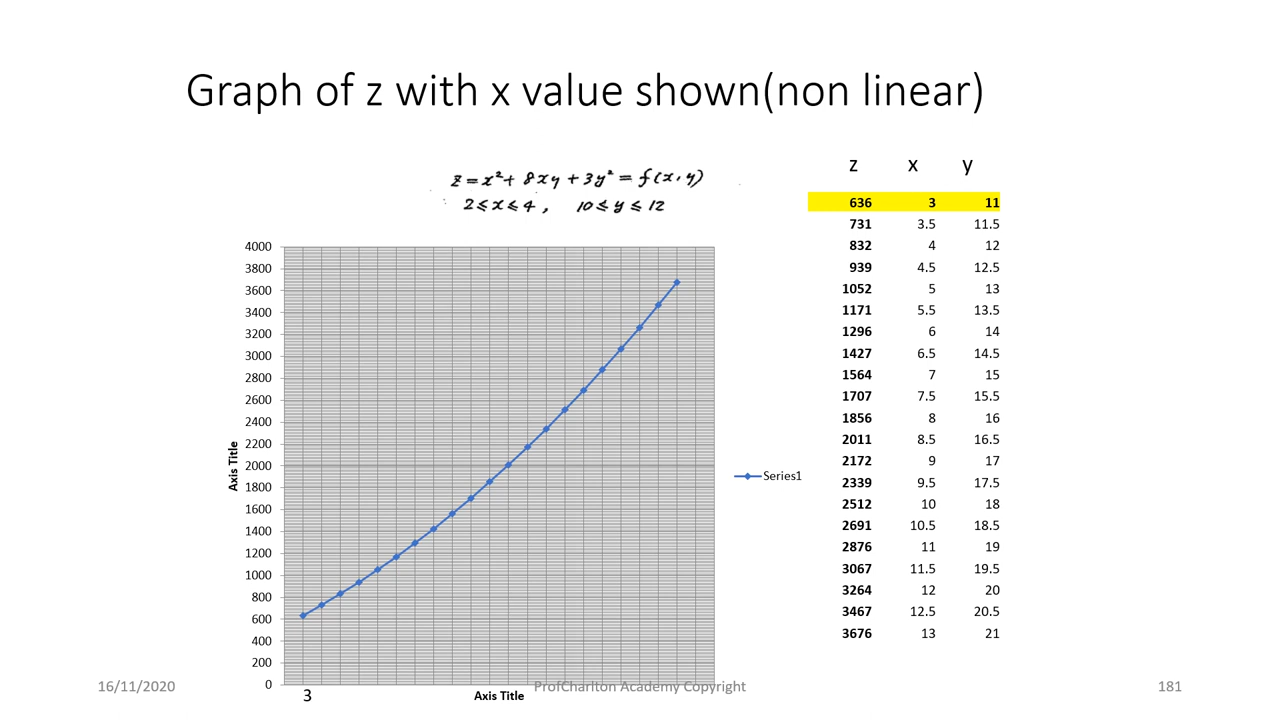 Graph of z with x value shown(non linear)
z = x² + 8xy + 3y² = f(x,y)
2 ≤ x ≤ 4 , 10 ≤ y ≤ 12
z x y
636 3 11
731 3.5 11.5
832 4 12
939 4.5 12.5
1052 5 13
1171 5.5 13.5
1296 6 14
1427 6.5 14.5
1564 7 15
1707 7.5 15.5
1856 8 16
2011 8.5 16.5
2172 9 17
2339 9.5 17.5
2512 10 18
2691 10.5 18.5
2876 11 19
3067 11.5 19.5
3264 12 20
3467 12.5 20.5
3676 13 21
4000
3800
3600
3400
3200
3000
2800
2600
2400
2200
2000
1800
1600
1400
1200
1000
800
600
400
200
0
Axis Title
Series1
3
Axis Title
16/11/2020
ProfCharlton Academy Copyright
181